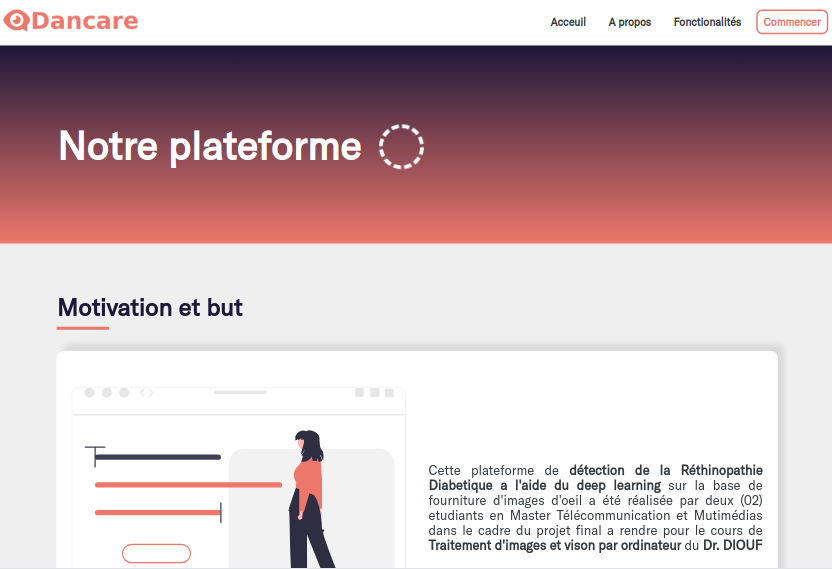 Dancare
Acceuil
A propos
Fonctionalités
Commencer
Notre plateforme
Motivation et but
Cette plateforme de détection de la Réthinopathie
Diabetique a l'aide du deep learning sur la base de
fourniture d'images d'oeil a été réalisée par deux (02)
etudiants en Master Télécommunication et Mutimédias
dans le cadre du projet final a rendre pour le cours de
Traitement d'images et vison par ordinateur du Dr. DIOUF